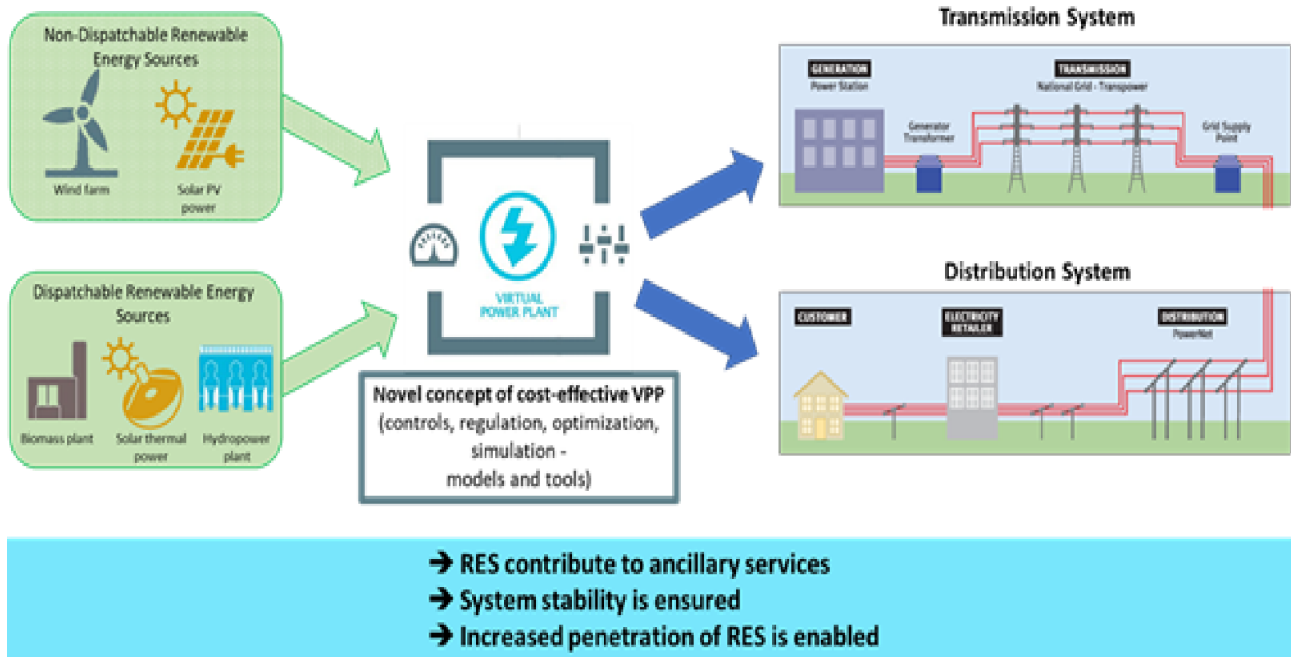 Non-Dispatchable Renewable
Energy Sources
Wind farm
Solar PV
power
Dispatchable Renewable Energy
Sources
Biomass plant
Solar thermal
power
Hydropower
plant
VIRTUAL
POWER PLANT
Novel concept of cost-effective VPP
(controls, regulation, optimization,
simulation -
models and tools)
Transmission System
GENERATION
Power Station
TRANSMISSION
National Grid - Transpower
Generator
Transformer
Grid Supply
Point
Distribution System
CUSTOMER
ELECTRICITY
RETAILER
DISTRIBUTION
PowerNet
➔ RES contribute to ancillary services
➔ System stability is ensured
➔ Increased penetration of RES is enabled